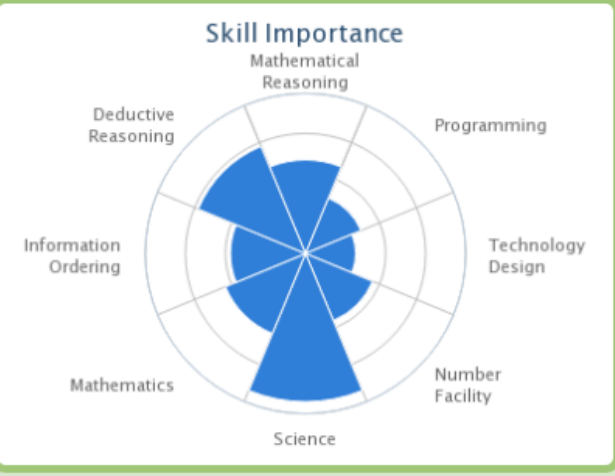 Skill Importance
Mathematical
Reasoning
Programming
Technology
Design
Number
Facility
Science
Mathematics
Information
Ordering
Deductive
Reasoning